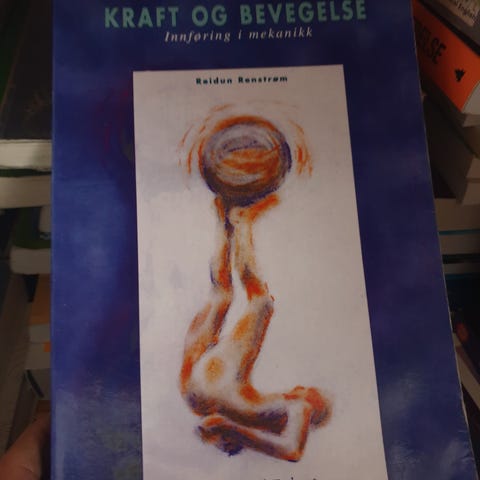 KRAFT OG BEVEGELSE
Innføring i mekanikk
Reidun Renstrøm